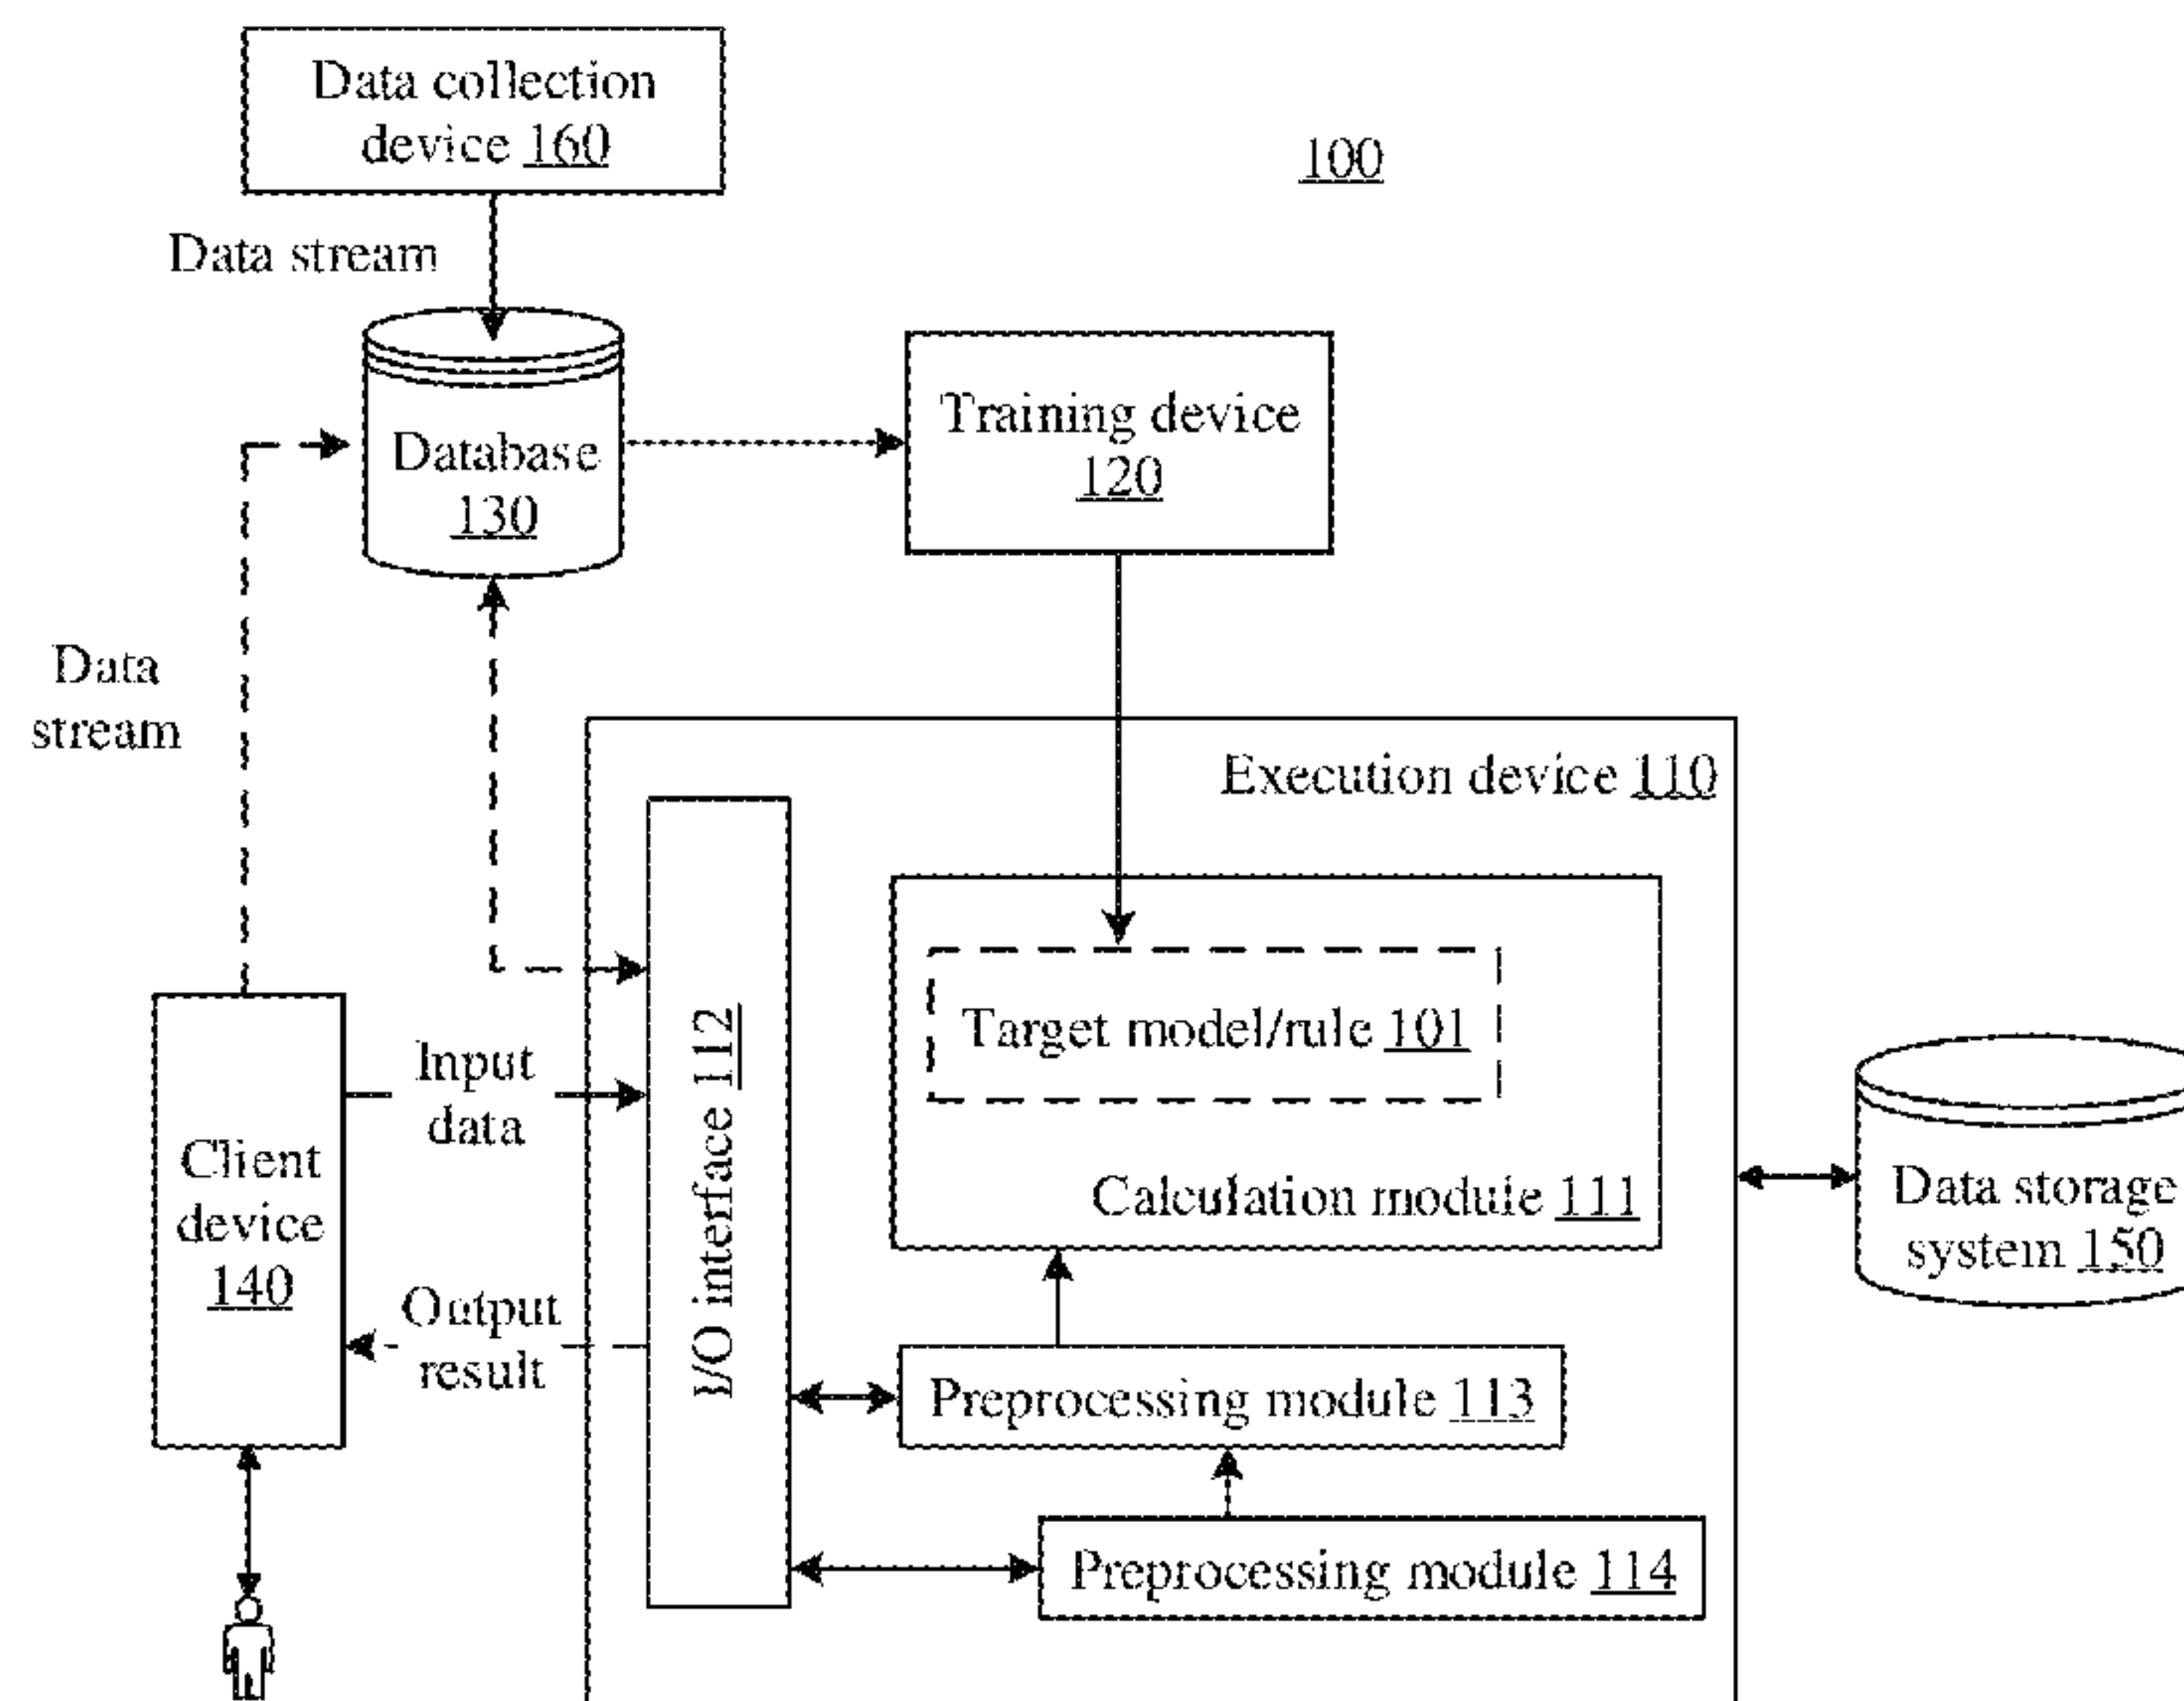 Data collection
device 160
100
Data stream
Training device
120
Database
130
Data
stream
Execution device 110
Target model/rule 101
I/O interface 112
Input
data
Client
device
140
Calculation module 111
Data storage
system 150
Output
result
Preprocessing module 113
Preprocessing module 114